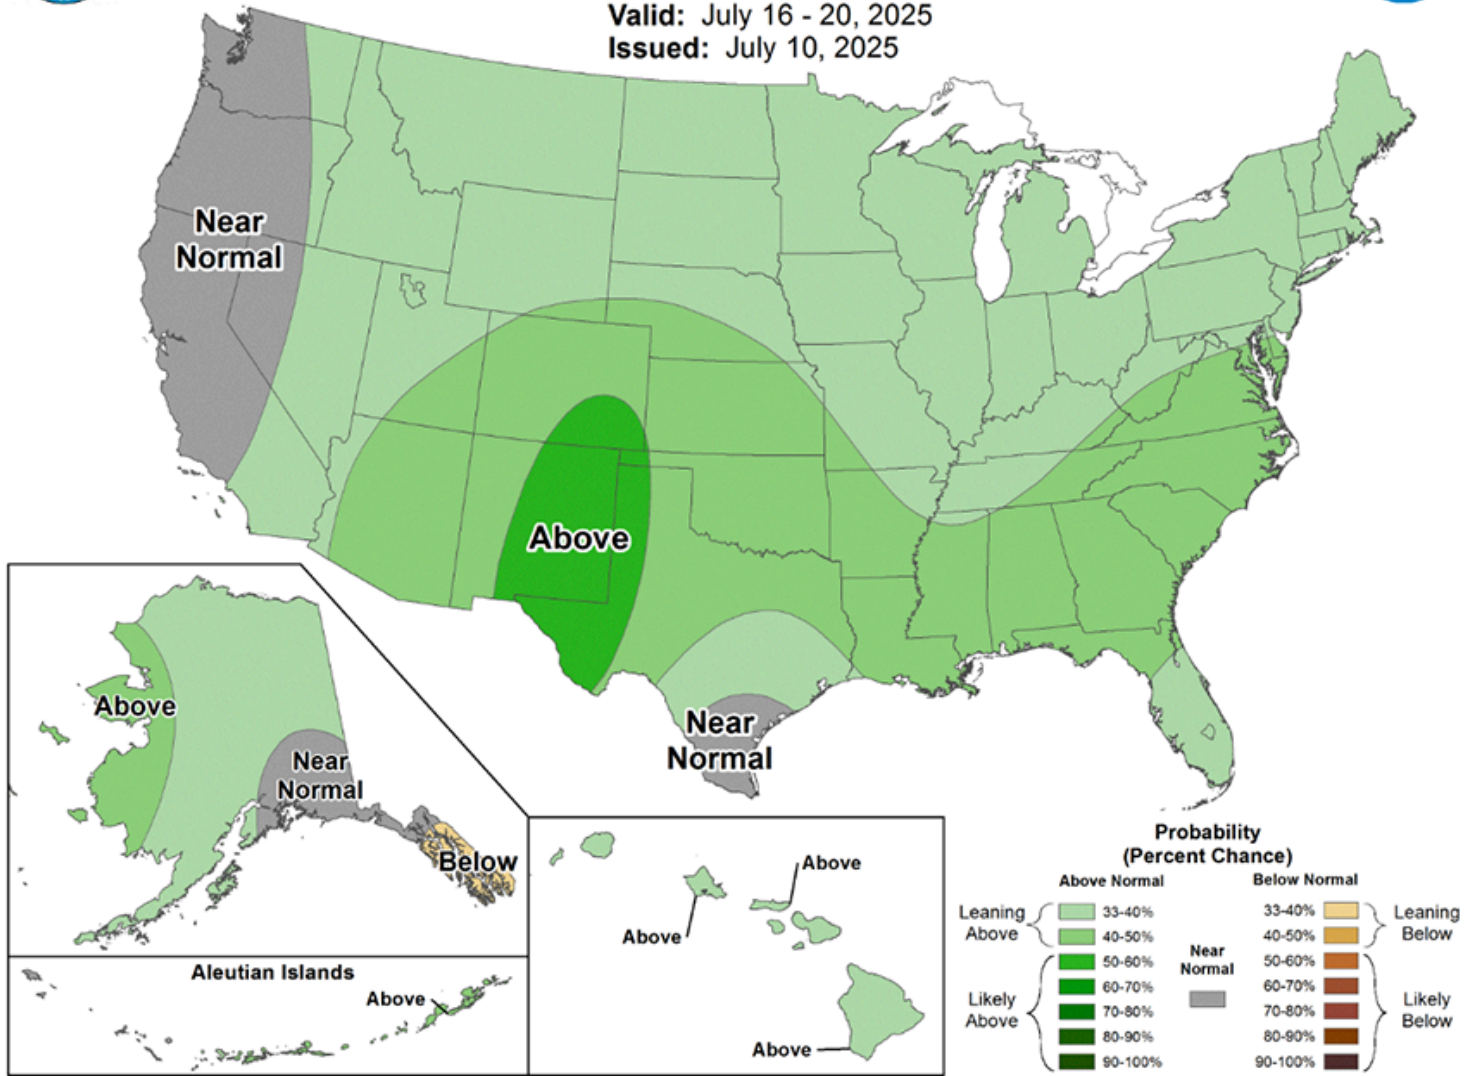 Valid: July 16 - 20, 2025
Issued: July 10, 2025
Near
Normal
Above
Near
Normal
Above
Near
Normal
Below
Aleutian Islands
Above
Above
Above
Above
Probability
(Percent Chance)
Above Normal
Below Normal
Leaning
Above
33-40%
40-50%
Likely
Above
50-60%
60-70%
70-80%
80-90%
90-100%
Near
Normal
33-40%
40-50%
Leaning
Below
50-60%
60-70%
70-80%
80-90%
90-100%
Likely
Below